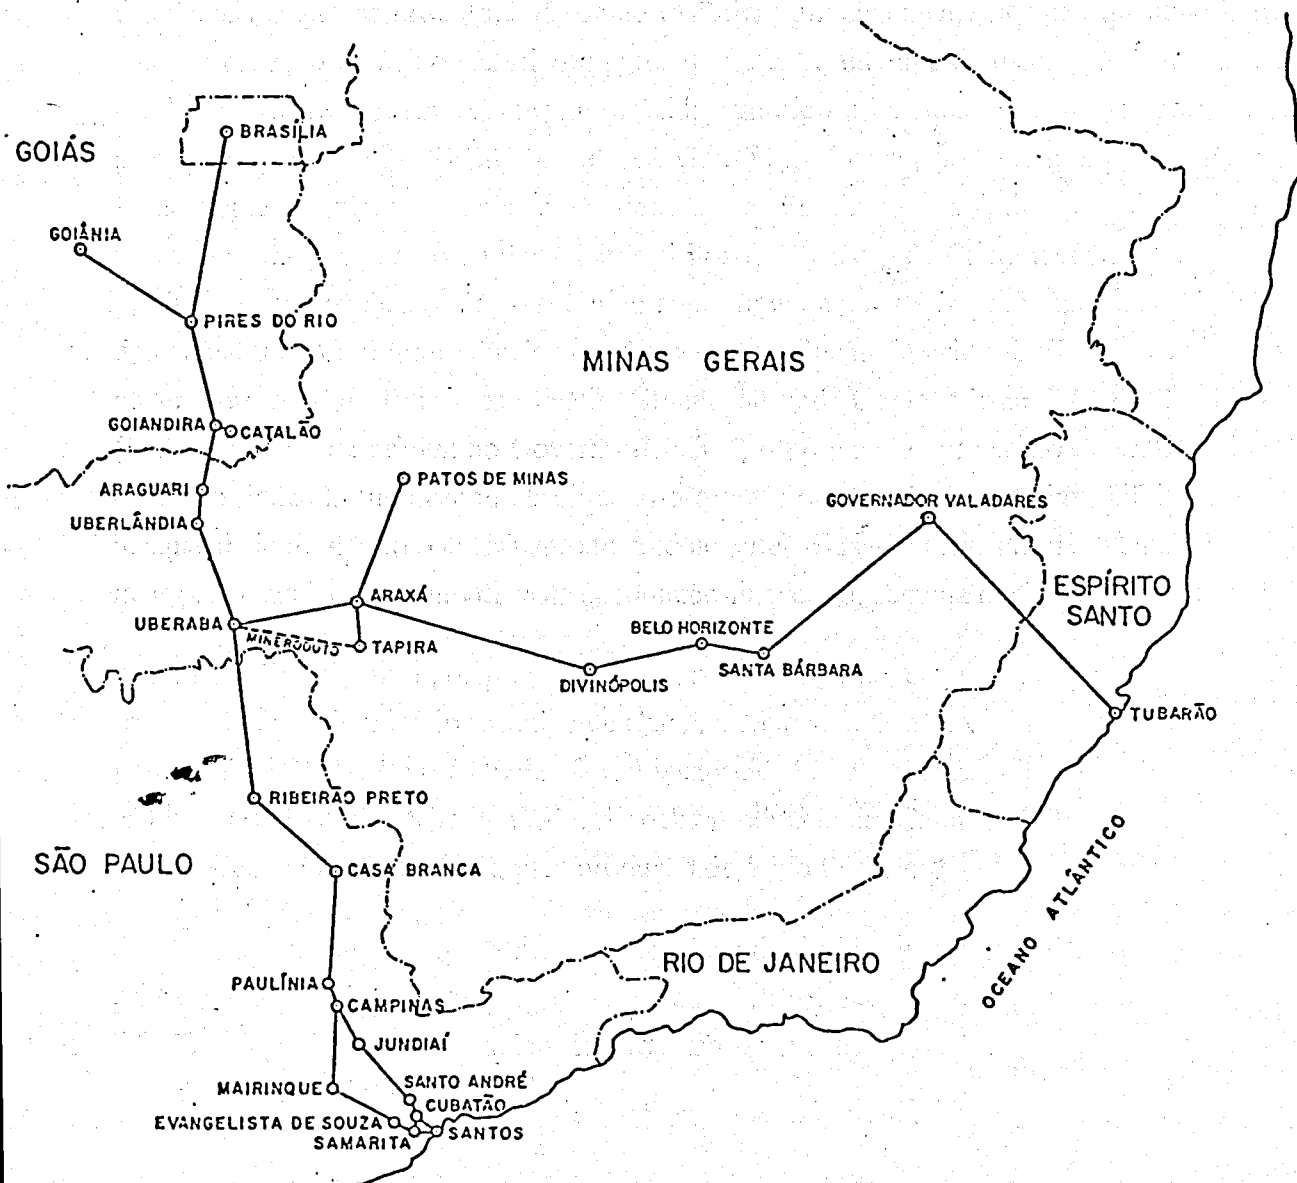 BRASÍLIA
GOIÁS
GOIÂNIA
PIRES DO RIO
MINAS GERAIS
GOIANDIRA
CATALÃO
PATOS DE MINAS
ARAGUARI
GOVERNADOR VALADARES
UBERLÂNDIA
ESPÍRITO
SANTO
ARAXÁ
UBERABA
MINERODUTO
TAPIRA
BELO HORIZONTE
SANTA BÁRBARA
DIVINÓPOLIS
TUBARÃO
RIBEIRÃO PRETO
SÃO PAULO
CASA BRANCA
OCEANO ATLÂNTICO
RIO DE JANEIRO
PAULÍNIA
CAMPINAS
JUNDIAÍ
MAIRINQUE
SANTO ANDRÉ
CUBATÃO
EVANGELISTA DE SOUZA
SANTOS
SAMARITA